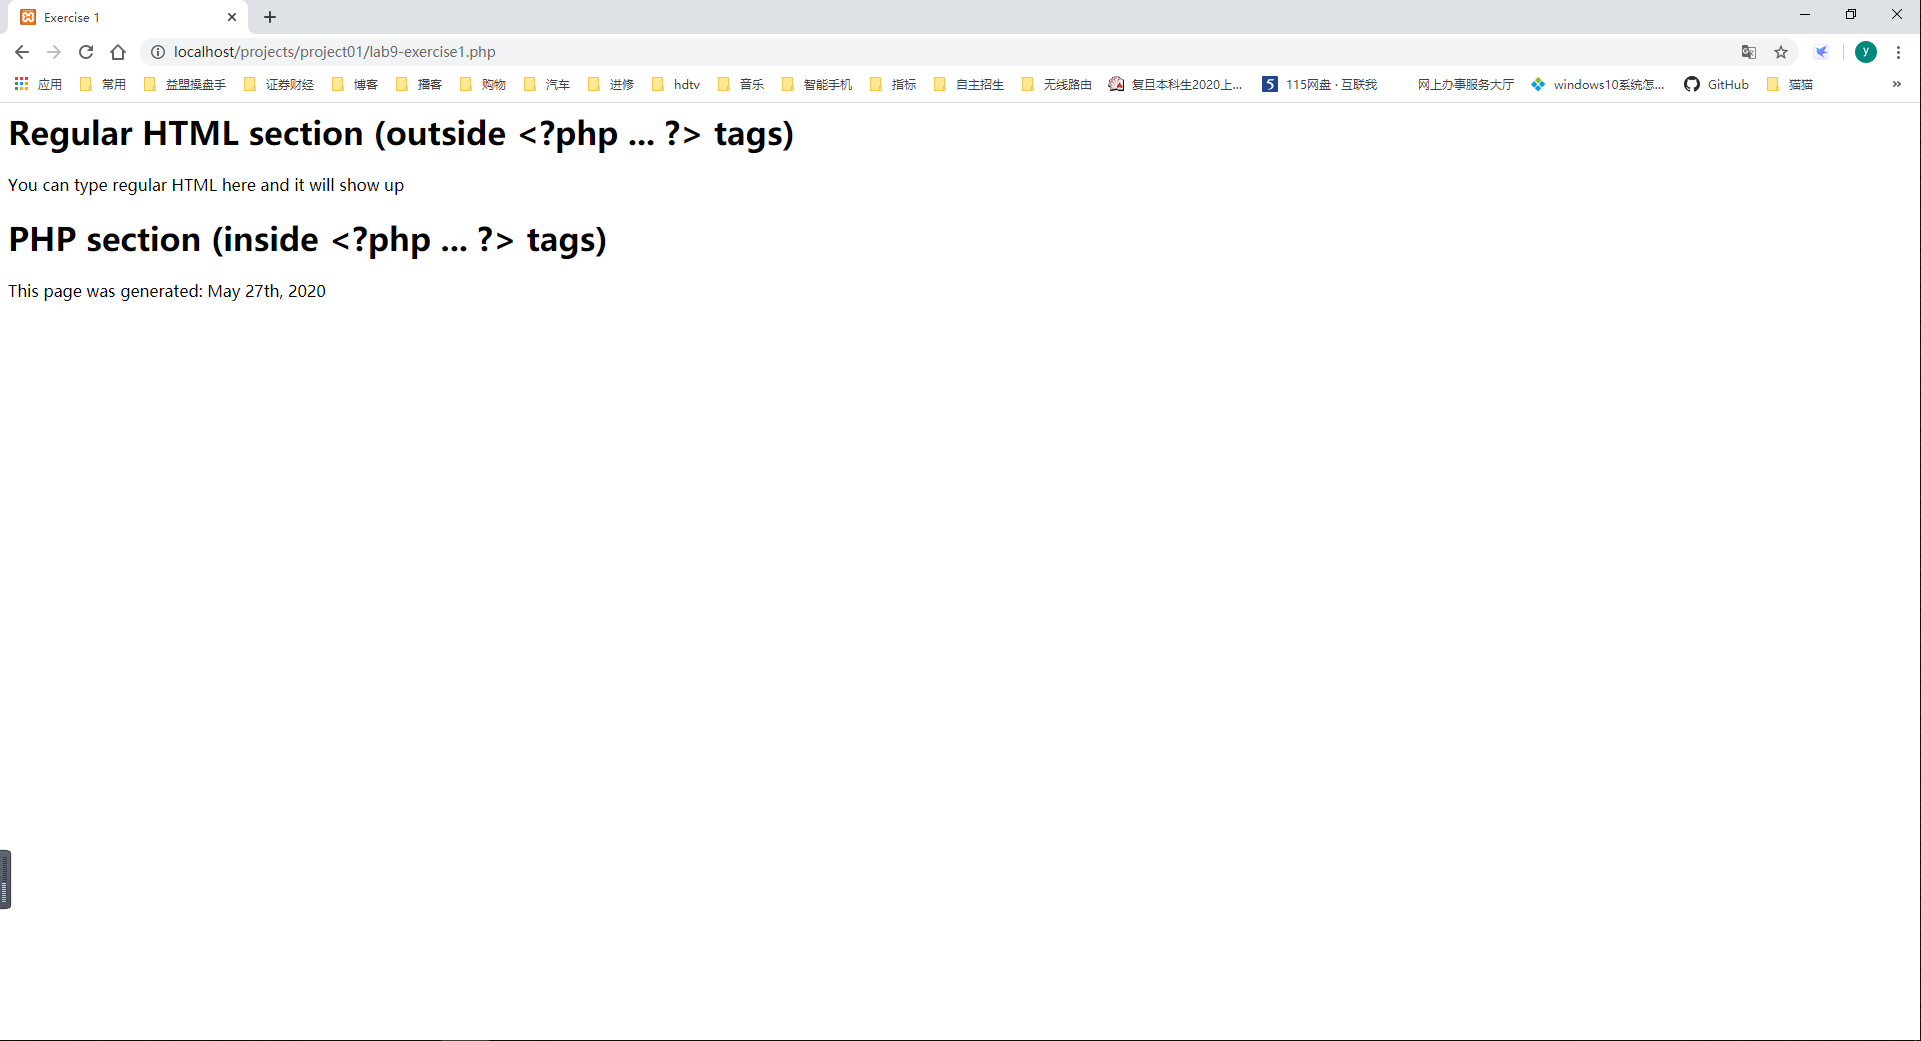 Exercise 1
localhost/projects/project01/lab9-exercise1.php
y
应用 常用 益盟操盘手 证券财经 博客 播客 购物 汽车 进修 hdtv 音乐 智能手机 指标 自主招生 无线路由 复旦本科生2020上... 5 115网盘 · 互联我 网上办事服务大厅 windows10系统怎... GitHub 猫猫 »
Regular HTML section (outside <?php ... ?> tags)
You can type regular HTML here and it will show up
PHP section (inside <?php ... ?> tags)
This page was generated: May 27th, 2020